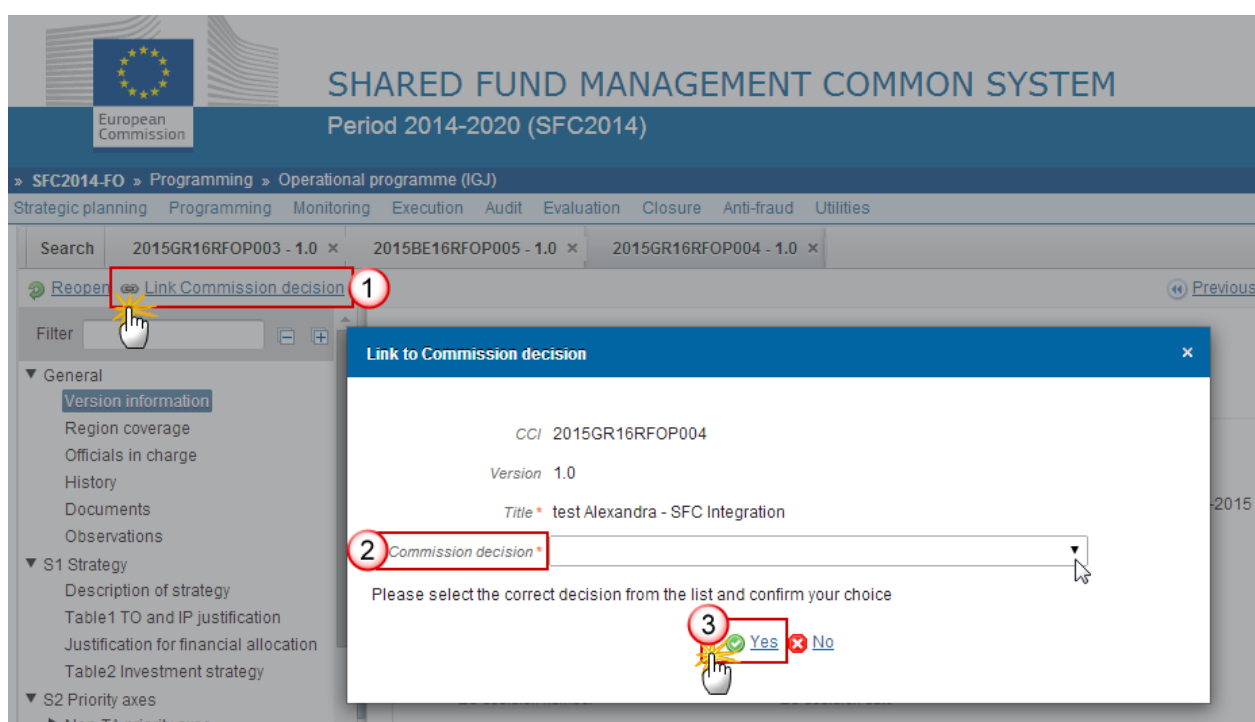 SHARED FUND MANAGEMENT COMMON SYSTEM
European
Commission
Period 2014-2020 (SFC2014)
» SFC2014-FO » Programming » Operational programme (IGJ)
Strategic planning Programming Monitoring Execution Audit Evaluation Closure Anti-fraud Utilities
Search 2015GR16RFOP003 - 1.0 × 2015BE16RFOP005 - 1.0 × 2015GR16RFOP004 - 1.0 ×
Reopen Link Commission decision 1 Previous
Filter
Link to Commission decision ×
General
Version information
Region coverage
Officials in charge
History
Documents
Observations
S1 Strategy
Description of strategy
Table1 TO and IP justification
Justification for financial allocation
Table2 Investment strategy
S2 Priority axes
CCI 2015GR16RFOP004
Version 1.0
Title * test Alexandra - SFC Integration
-2015
2 Commission decision *
Please select the correct decision from the list and confirm your choice
3 Yes No